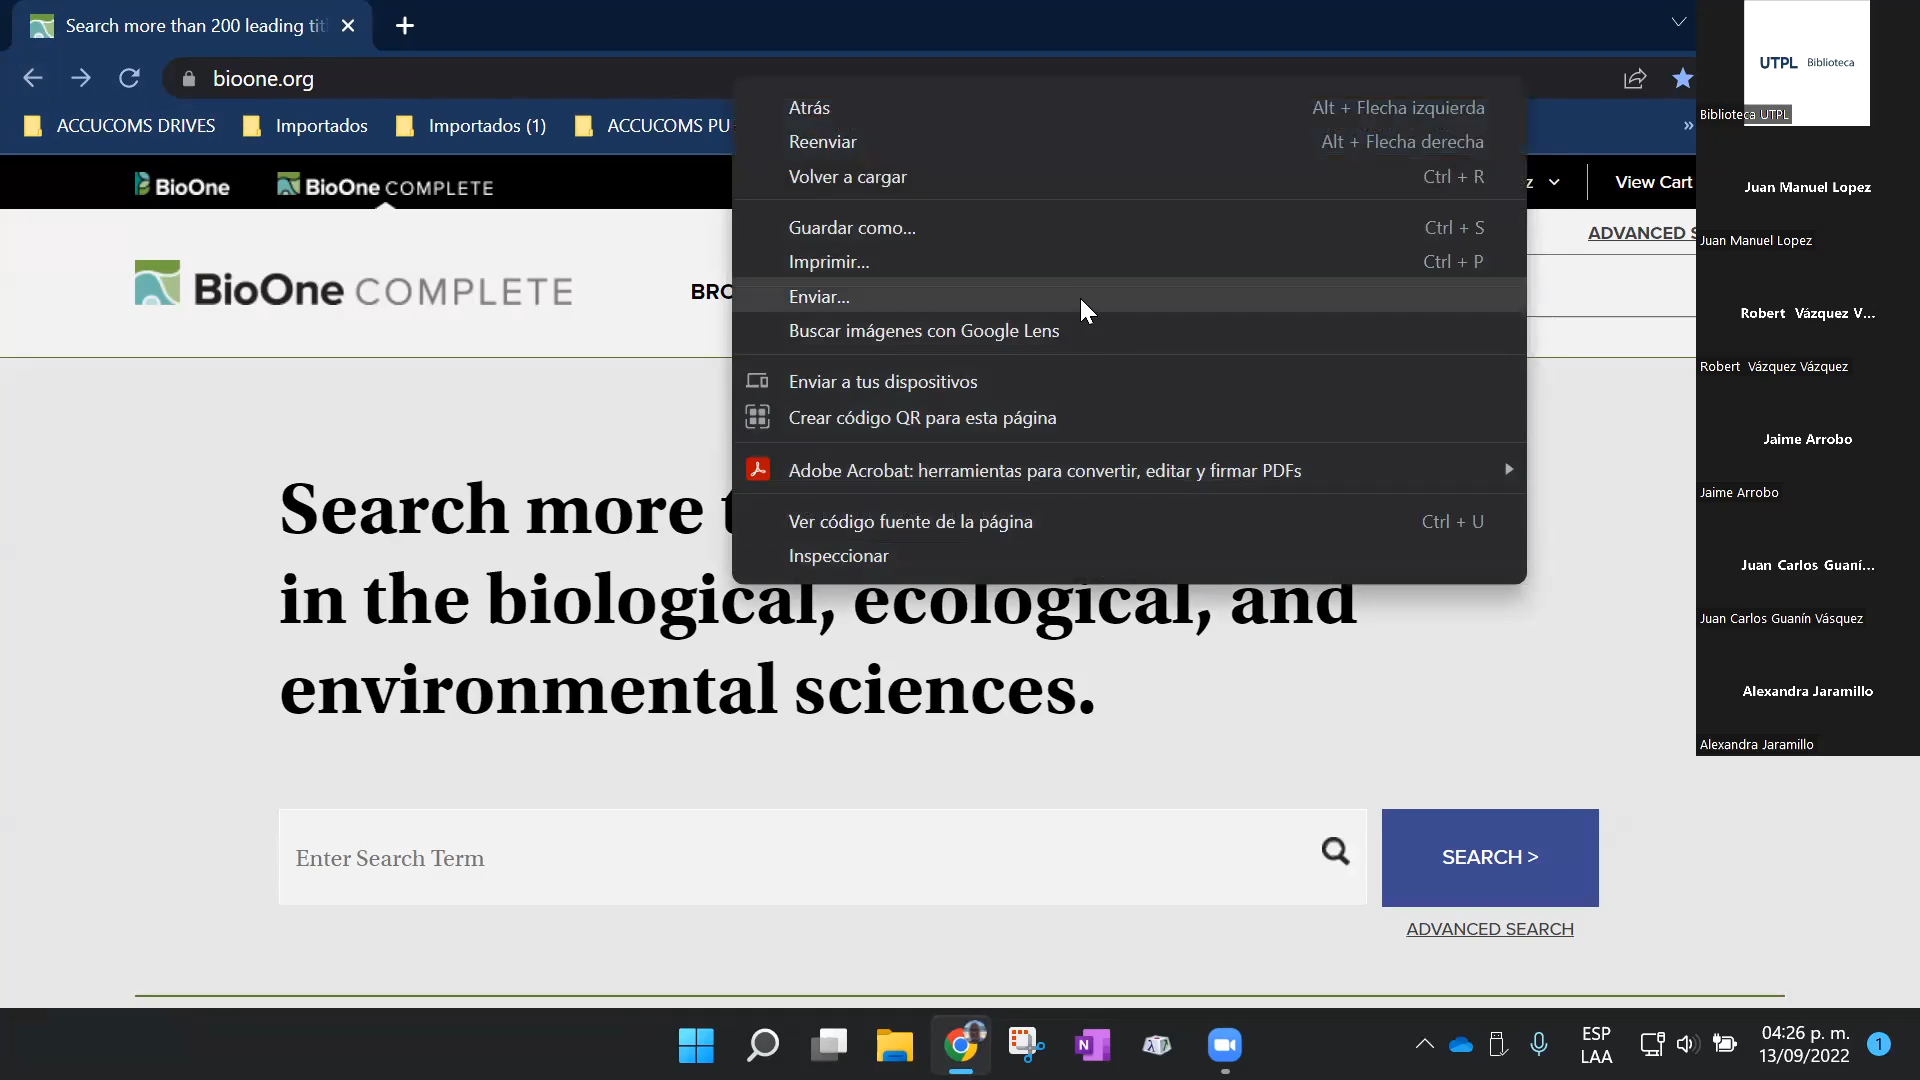 Search more than 200 leading tit
bioone.org
ACCUCOMS DRIVES
Importados
Importados (1)
ACCUCOMS PU
»
BioOne
BioOne COMPLETE
z
View Cart
ADVANCED S
BioOne COMPLETE
BRO
Atrás Alt + Flecha izquierda
Reenviar Alt + Flecha derecha
Volver a cargar Ctrl + R
Guardar como... Ctrl + S
Imprimir... Ctrl + P
Enviar...
Buscar imágenes con Google Lens
Enviar a tus dispositivos
Crear código QR para esta página
Adobe Acrobat: herramientas para convertir, editar y firmar PDFs
Ver código fuente de la página Ctrl + U
Inspeccionar
Search more t
in the biological, ecological, and
environmental sciences.
Enter Search Term
SEARCH >
ADVANCED SEARCH
UTPL Biblioteca
Biblioteca UTPL
Juan Manuel Lopez
Juan Manuel Lopez
Robert Vázquez V...
Robert Vázquez Vázquez
Jaime Arrobo
Jaime Arrobo
Juan Carlos Guaní...
Juan Carlos Guanín Vásquez
Alexandra Jaramillo
Alexandra Jaramillo
N
ESP
LAA
04:26 p. m.
13/09/2022
1